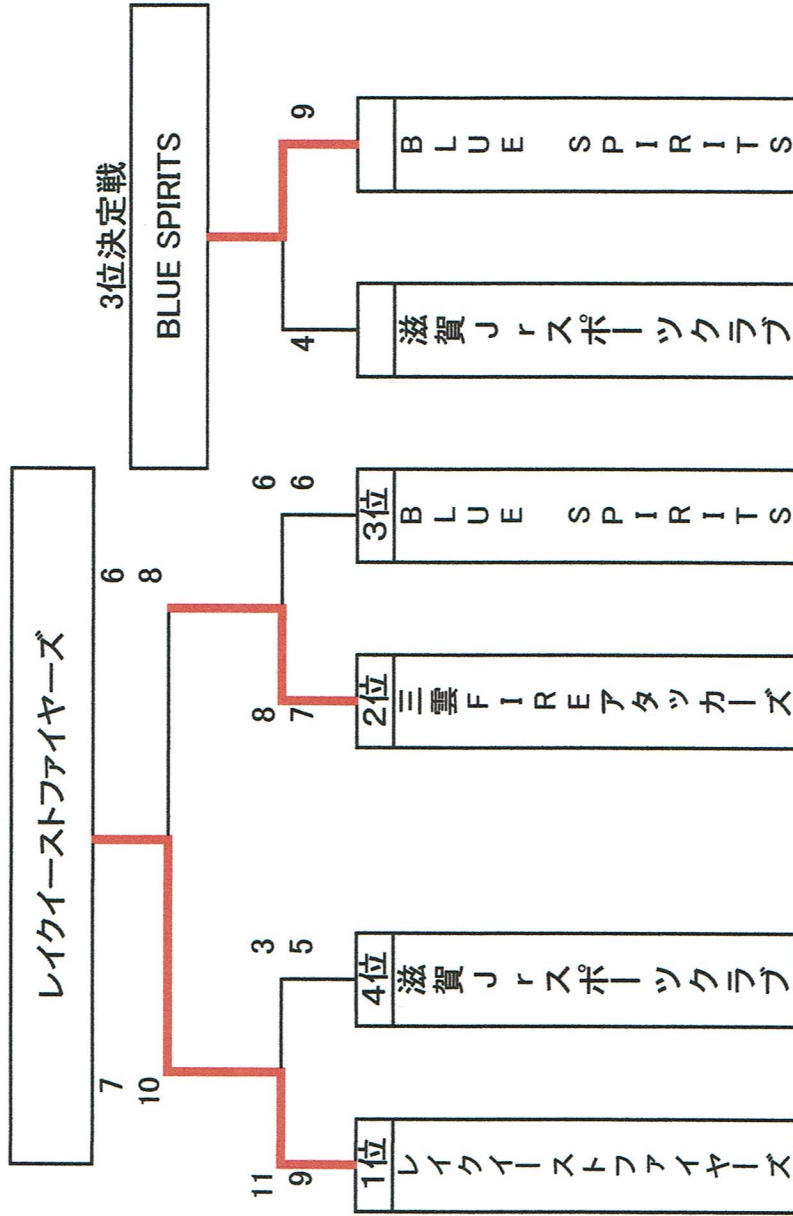 レイクイーストファイヤーズ
7 6
10 8
11 3 8 6
9 5 7 6
1位 4位 2位 3位
レイクイーストファイヤーズ
滋賀Jrスポーツクラブ
三雲FIREアタッカーズ
BLUE SPIRITS
3位決定戦
BLUE SPIRITS
4 9
滋賀Jrスポーツクラブ
BLUE SPIRITS